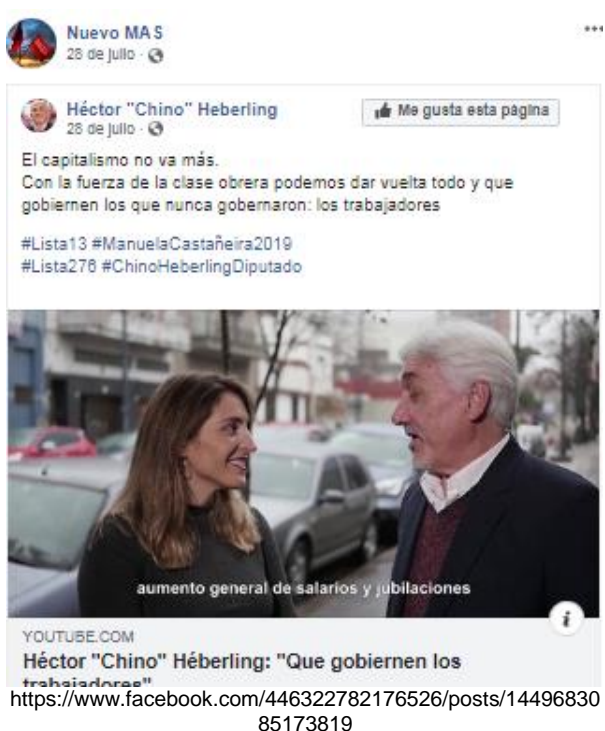 Nuevo MAS
28 de julio
Héctor "Chino" Heberling
28 de julio
Me gusta esta página
El capitalismo no va más.
Con la fuerza de la clase obrera podemos dar vuelta todo y que
gobiernen los que nunca gobernaron: los trabajadores
#Lista13 #ManuelaCastañeira2019
#Lista276 #ChinoHeberlingDiputado
aumento general de salarios y jubilaciones
i
YOUTUBE.COM
Héctor "Chino" Héberling: "Que gobiernen los
trabajadores"
https://www.facebook.com/446322782176526/posts/14496830
85173819